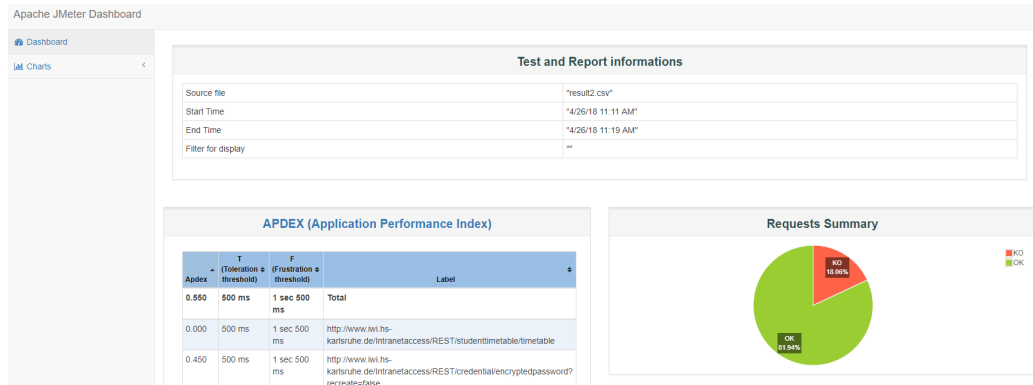 Apache JMeter Dashboard
Dashboard
Charts
Test and Report informations
Source file "result2.csv"
Start Time "4/26/18 11:11 AM"
End Time "4/26/18 11:19 AM"
Filter for display ""
APDEX (Application Performance Index)
Apdex T (Toleration threshold) F (Frustration threshold) Label
0.550 500 ms 1 sec 500 ms Total
0.000 500 ms 1 sec 500 ms http://www.iwi.hs-karlsruhe.de/Intranetaccess/REST/studenttimetable/timetable
0.450 500 ms 1 sec 500 ms http://www.iwi.hs-karlsruhe.de/Intranetaccess/REST/credential/encryptedpassword?recreate=false
Requests Summary
KO
OK
KO
18.06%
OK
81.94%